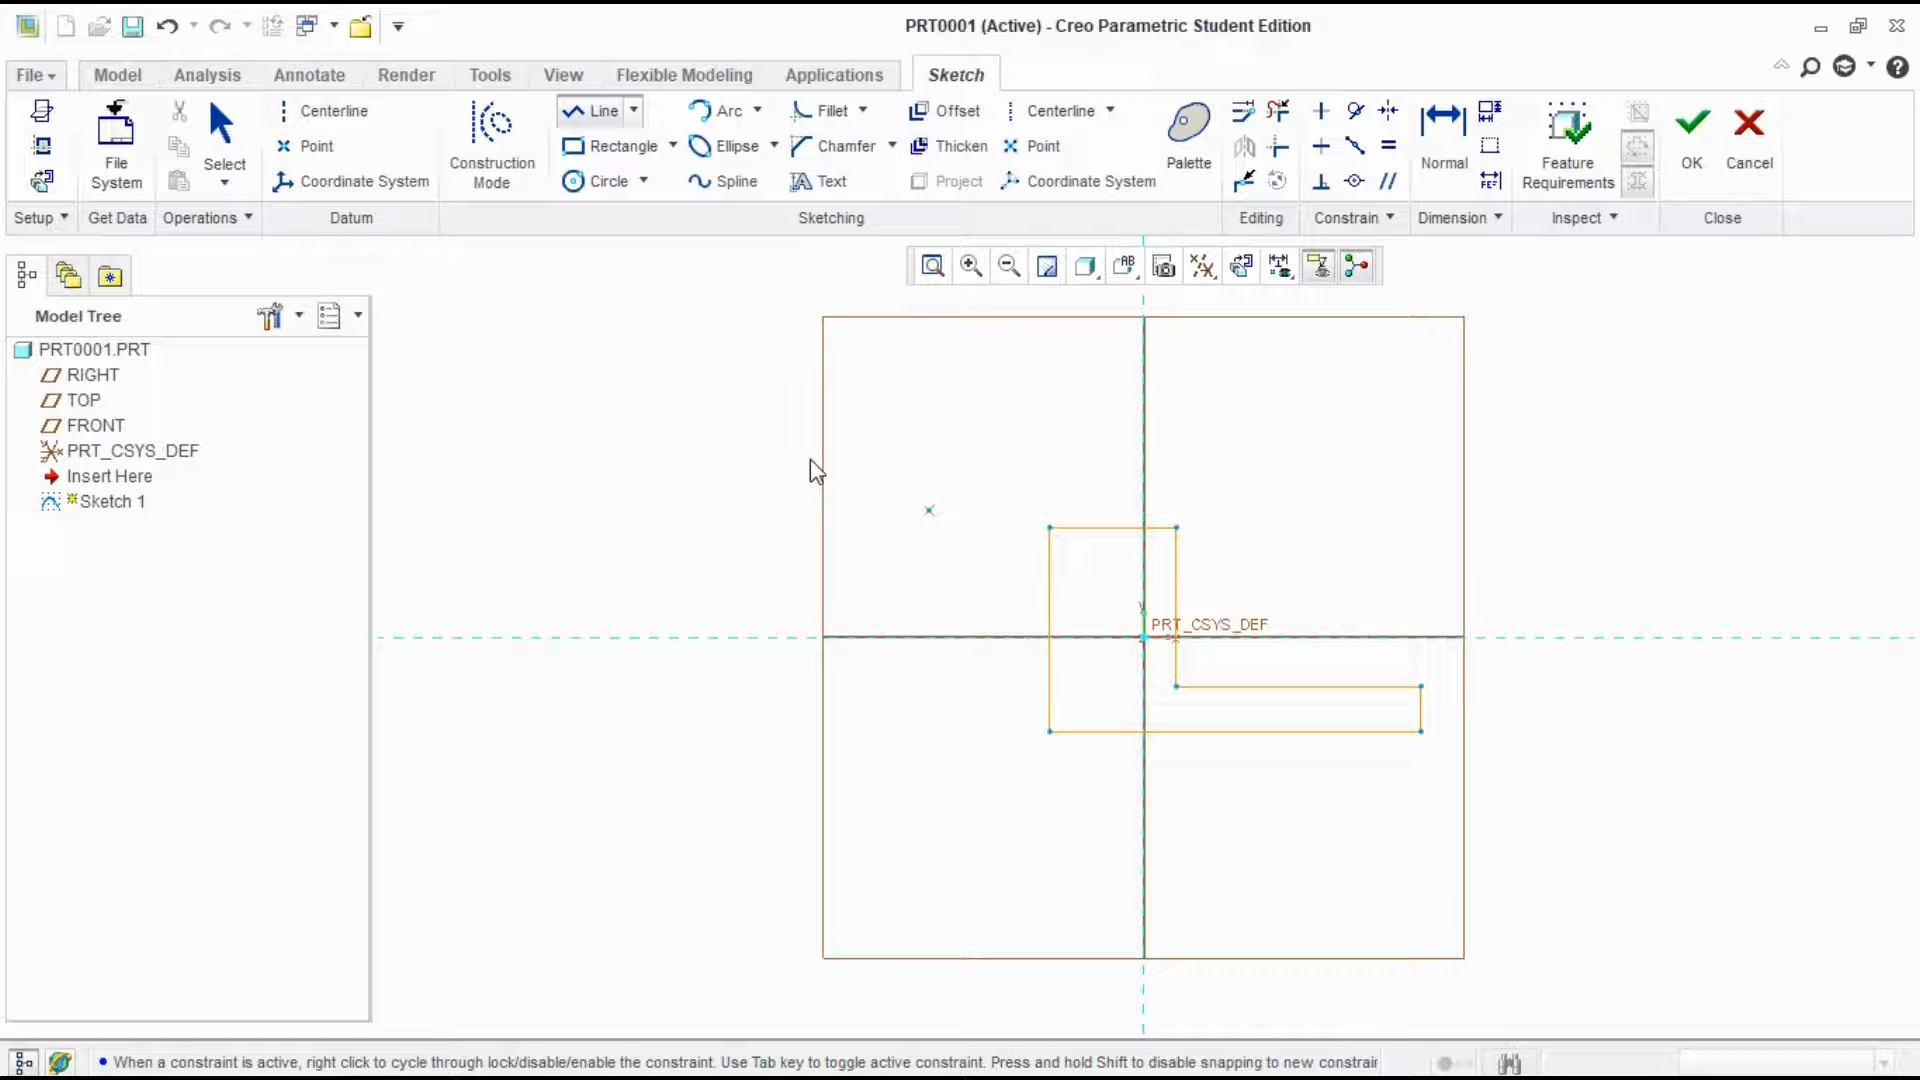 PRT0001 (Active) - Creo Parametric Student Edition
File Model Analysis Annotate Render Tools View Flexible Modeling Applications Sketch
Centerline Line Arc Fillet Offset Centerline
Point Rectangle Ellipse Chamfer Thicken Point
File System Select Coordinate System Construction Mode Circle Spline Text Project Coordinate System Palette Normal Feature Requirements OK Cancel
Setup Get Data Operations Datum Sketching Editing Constrain Dimension Inspect Close
Model Tree
PRT0001.PRT
RIGHT
TOP
FRONT
PRT_CSYS_DEF
Insert Here
Sketch 1
PRT_CSYS_DEF
When a constraint is active, right click to cycle through lock/disable/enable the constraint. Use Tab key to toggle active constraint. Press and hold Shift to disable snapping to new constrain